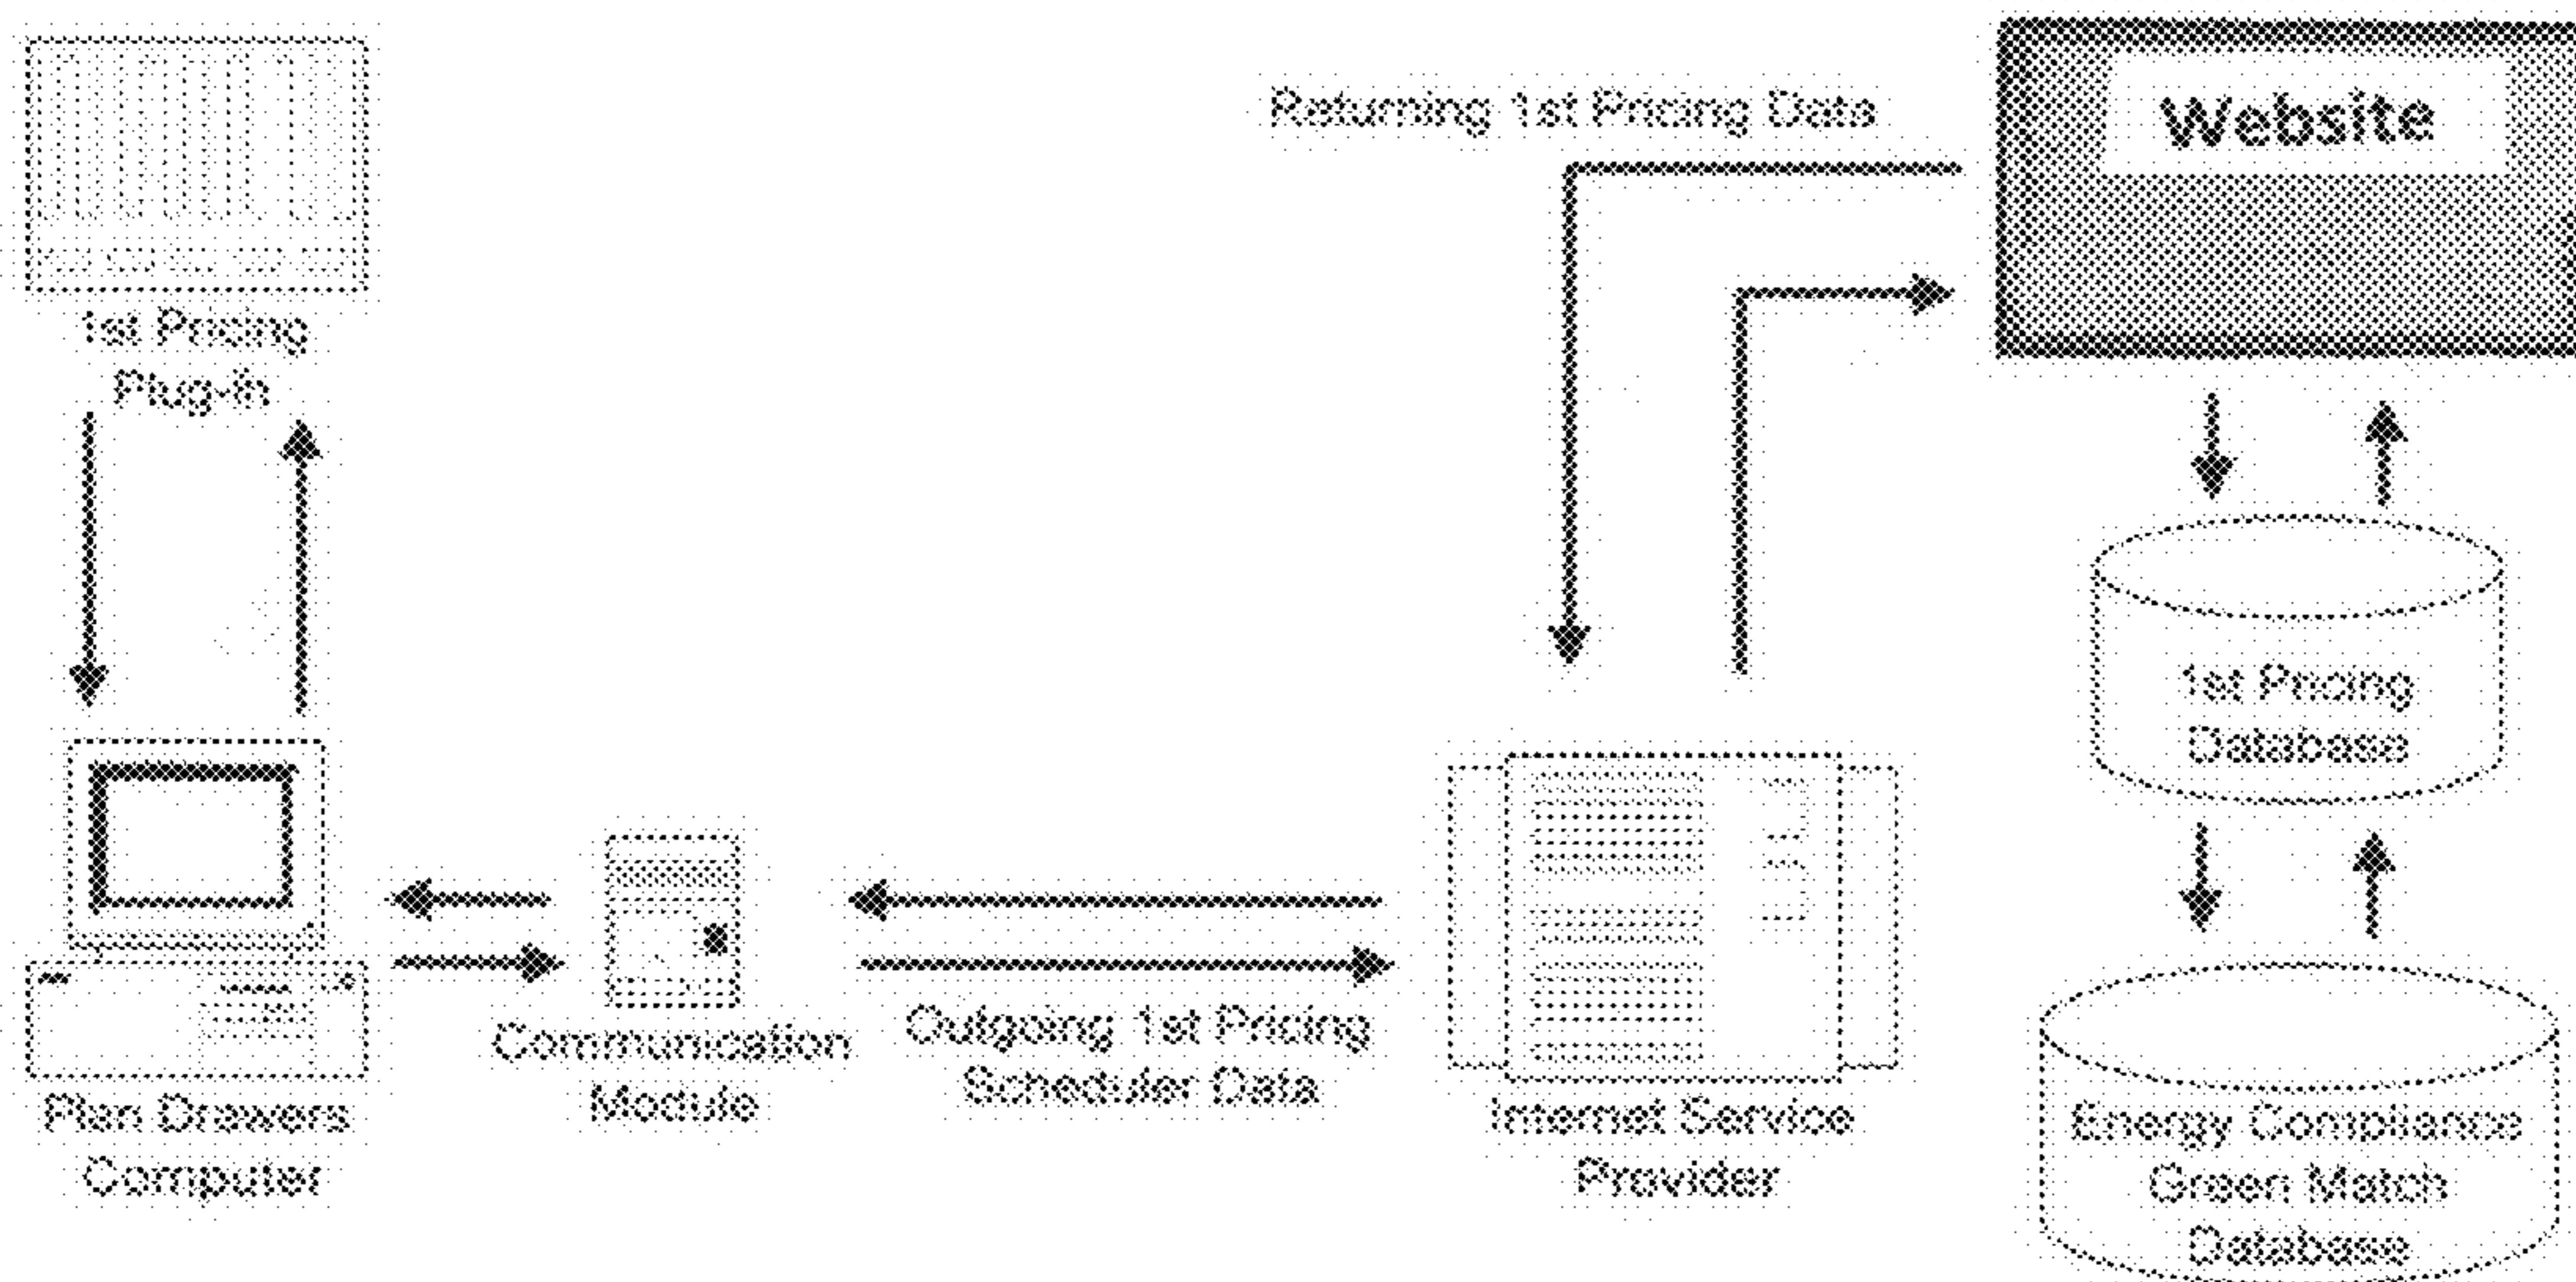 Returning 1st Pricing Data
Website
1st Pricing
Plug-in
1st Pricing
Database
Outgoing 1st Pricing
Scheduler Data
Communication
Module
Plan Drawers
Computer
Internet Service
Provider
Energy Compliance
Green Match
Database